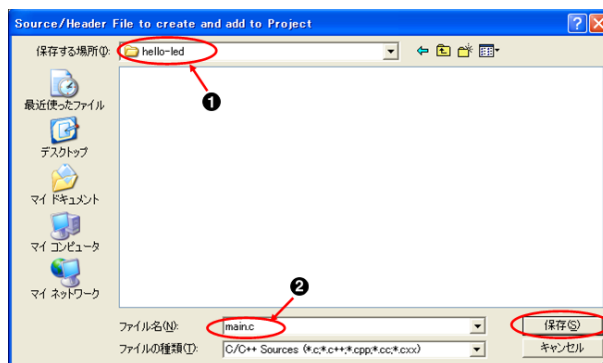 Source/Header File to create and add to Project
保存する場所(I):
hello-led
❶
最近使ったファイル
デスクトップ
マイ ドキュメント
マイ コンピュータ
マイ ネットワーク
❷
ファイル名(N):
main.c
保存(S)
ファイルの種類(T):
C/C++ Sources (*.c;*.c++;*.cpp;*.cc;*.cxx)
キャンセル